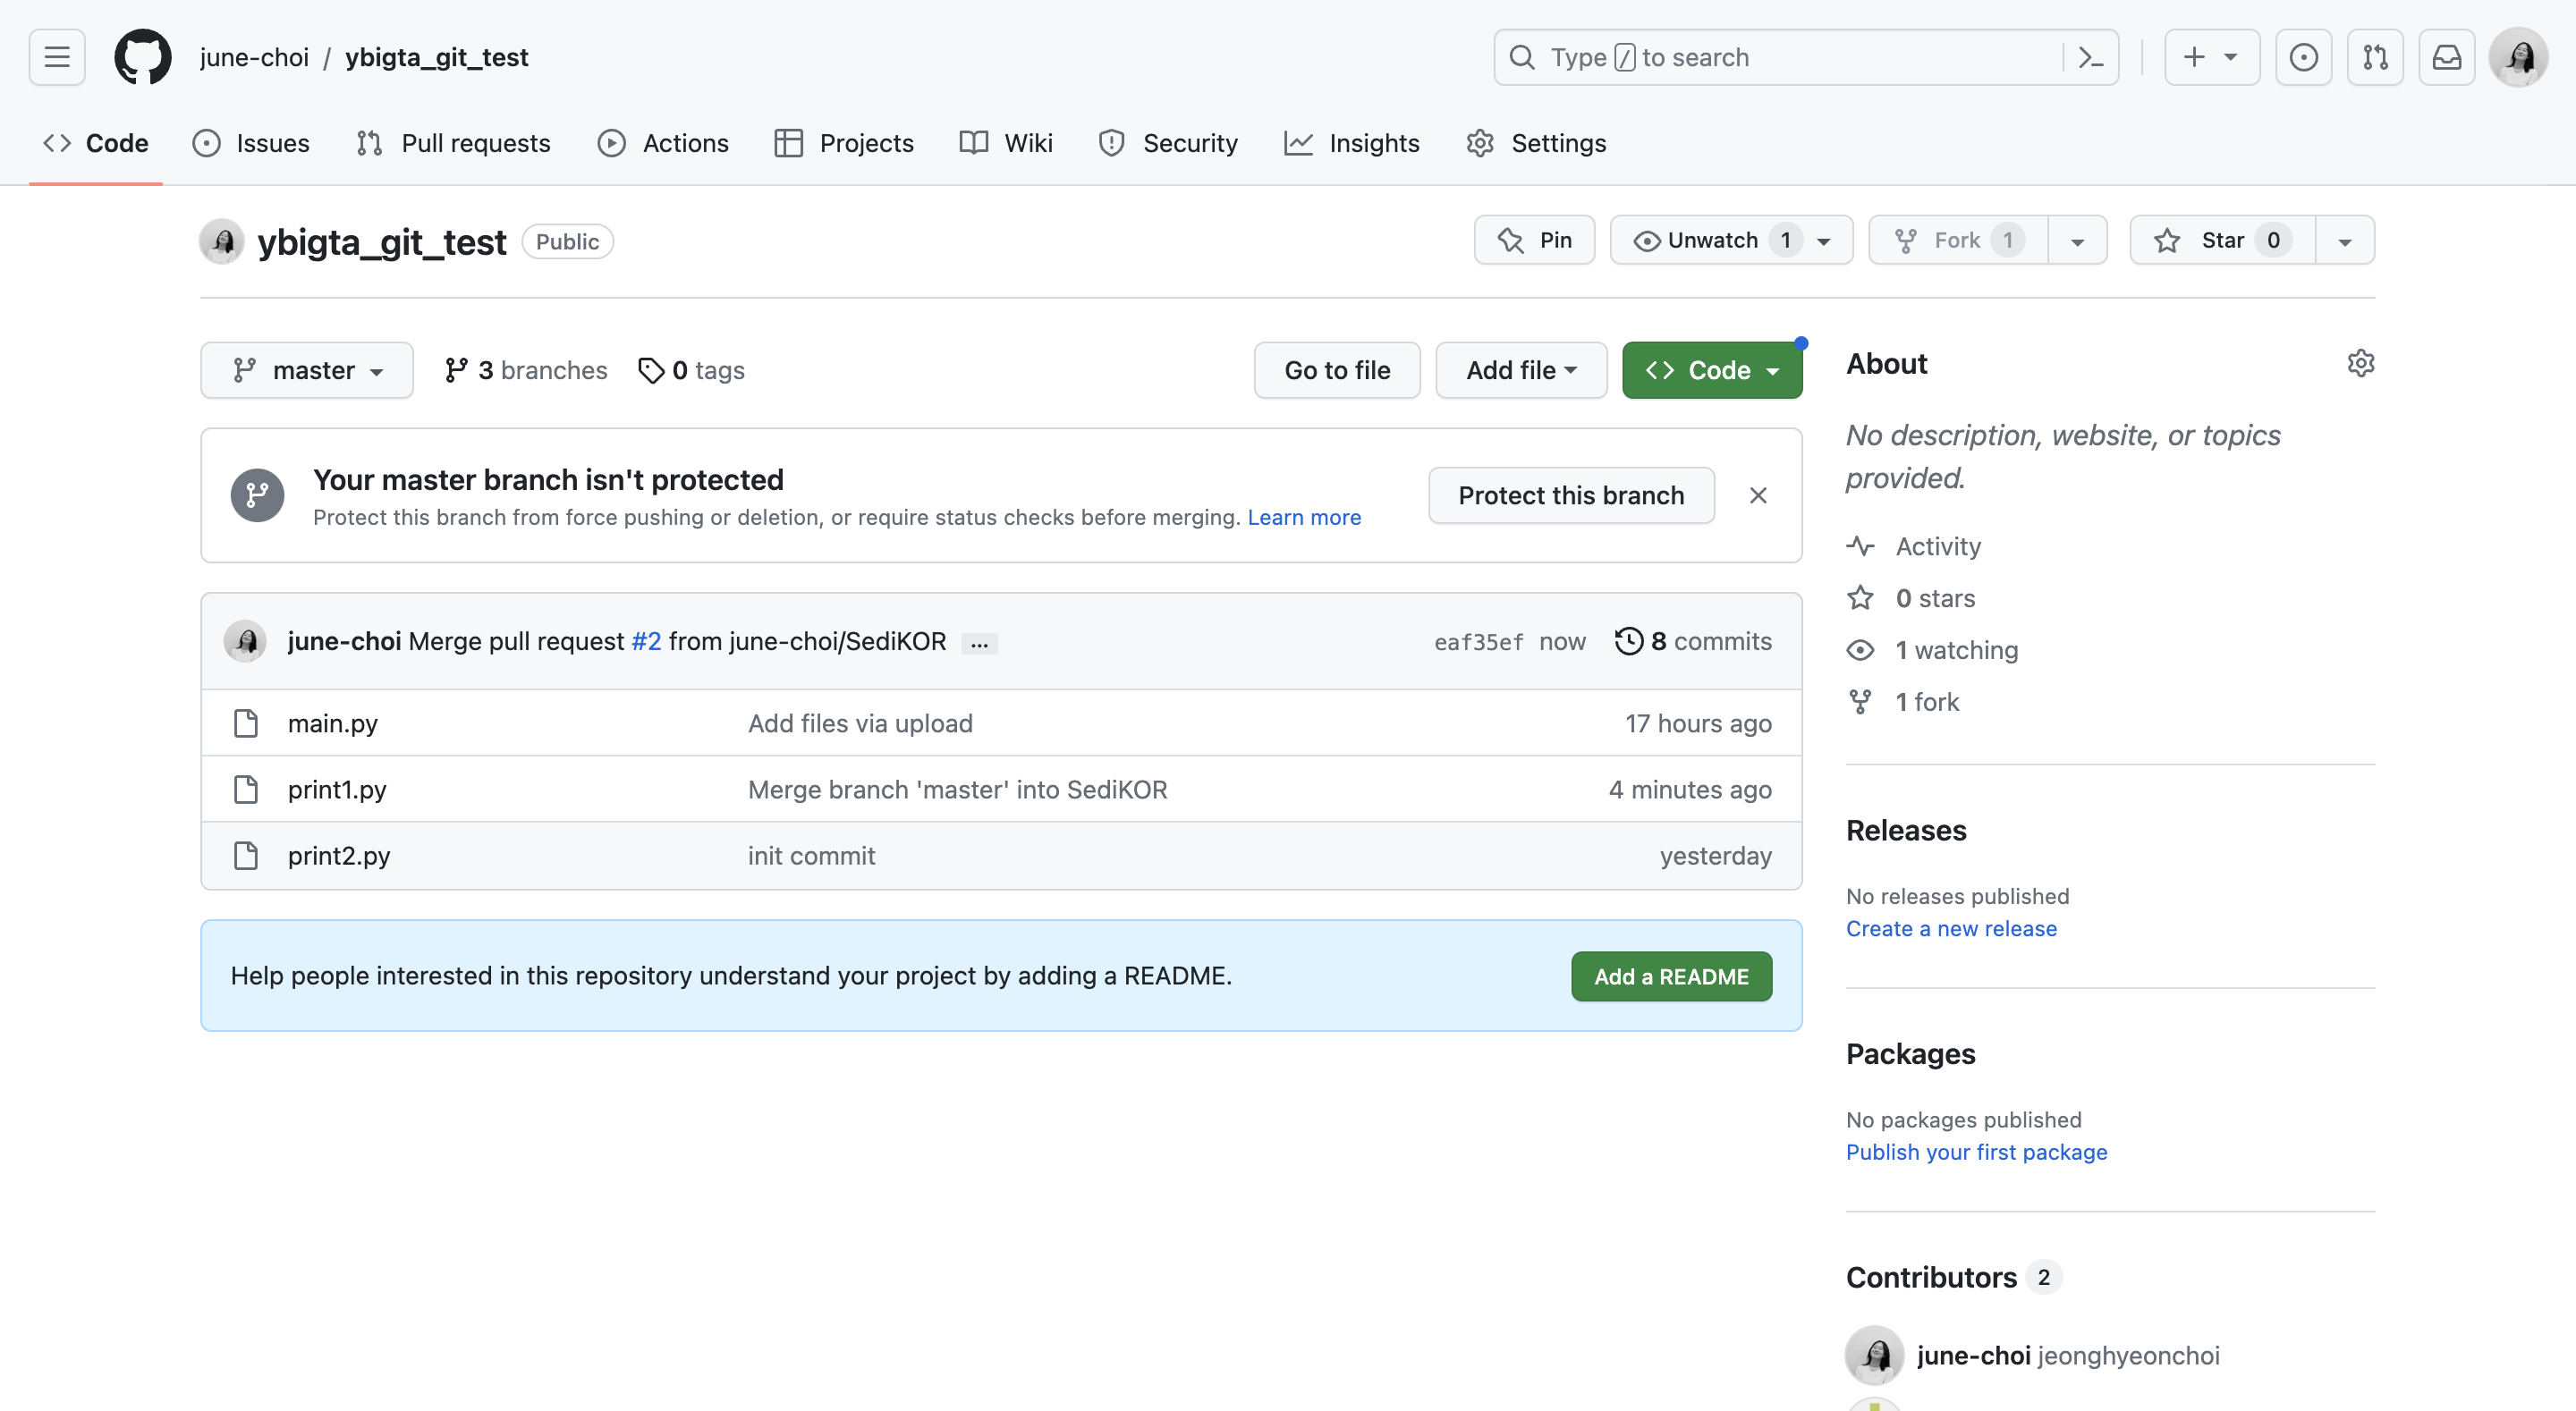 june-choi / ybigta_git_test
Type / to search
Code
Issues
Pull requests
Actions
Projects
Wiki
Security
Insights
Settings
ybigta_git_test Public
Pin
Unwatch 1
Fork 1
Star 0
master
3 branches
0 tags
Go to file
Add file
Code
Your master branch isn't protected
Protect this branch from force pushing or deletion, or require status checks before merging. Learn more
Protect this branch
june-choi Merge pull request #2 from june-choi/SediKOR ...
eaf35ef now
8 commits
main.py Add files via upload 17 hours ago
print1.py Merge branch 'master' into SediKOR 4 minutes ago
print2.py init commit yesterday
Help people interested in this repository understand your project by adding a README.
Add a README
About
No description, website, or topics
provided.
Activity
0 stars
1 watching
1 fork
Releases
No releases published
Create a new release
Packages
No packages published
Publish your first package
Contributors 2
june-choi jeonghyeonchoi